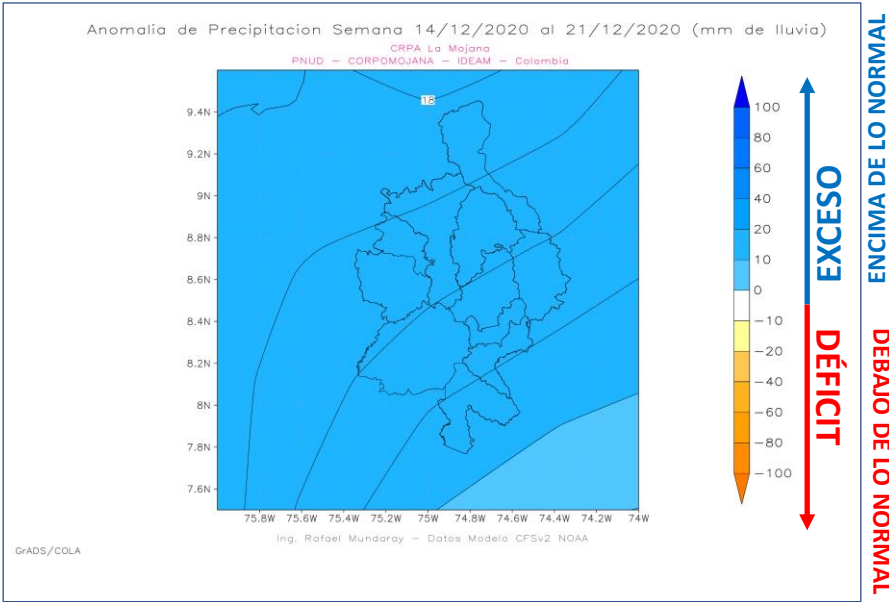 Anomalia de Precipitacion Semana 14/12/2020 al 21/12/2020 (mm de lluvia)
CRPA La Mojana
PNUD – CORPOMOJANA – IDEAM – Colombia
18
9.4N
9.2N
9N
8.8N
8.6N
8.4N
8.2N
8N
7.8N
7.6N
75.8W 75.6W 75.4W 75.2W 75W 74.8W 74.6W 74.4W 74.2W 74W
Ing. Rafael Mundaray – Datos Modelo CFSv2 NOAA
GrADS/COLA
100
80
60
40
20
10
0
−10
−20
−40
−60
−80
−100
EXCESO
DÉFICIT
ENCIMA DE LO NORMAL
DEBAJO DE LO NORMAL